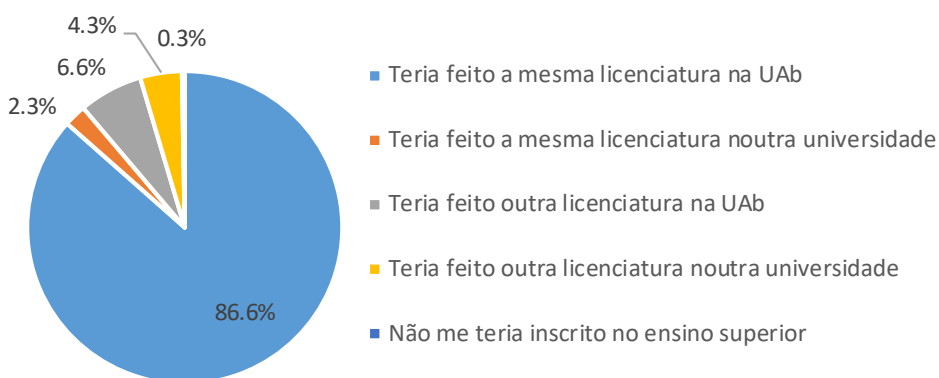 4.3%
0.3%
6.6%
2.3%
86.6%
Teria feito a mesma licenciatura na UAb
Teria feito a mesma licenciatura noutra universidade
Teria feito outra licenciatura na UAb
Teria feito outra licenciatura noutra universidade
Não me teria inscrito no ensino superior